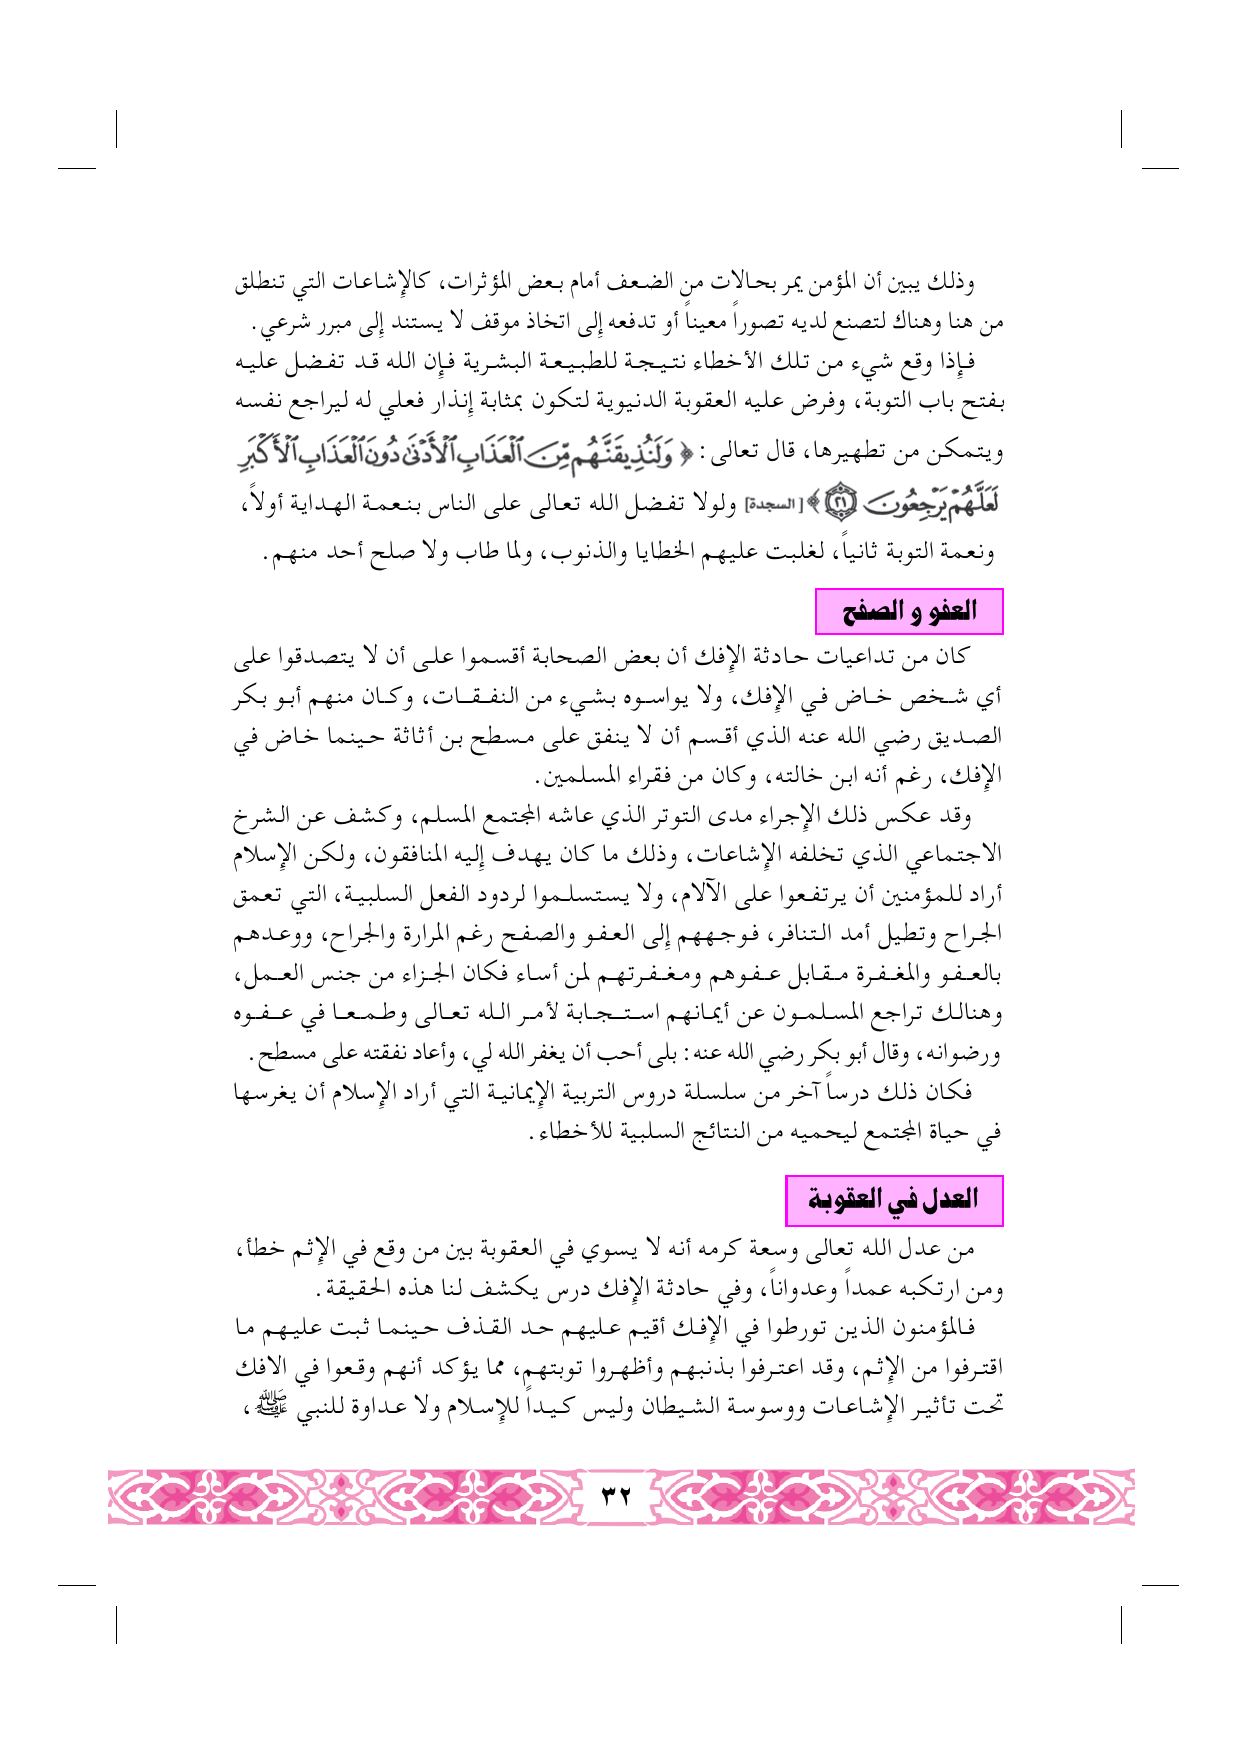 وذلك يبين أن المؤمن يمر بحالات من الضعف أمام بعض المؤثرات، كالإشاعات التي تنطلق
من هنا وهناك لتصنع لديه تصوراً معيناً أو تدفعه إلى اتخاذ موقف لا يستند إلى مبرر شرعي.
فإذا وقع شيء من تلك الأخطاء نتيجة للطبيعة البشرية فإن الله قد تفضل عليه
بفتح باب التوبة، وفرض عليه العقوبة الدنيوية لتكون بمثابة إنذار فعلي له ليراجع نفسه
ويتمكن من تطهيرها، قال تعالى: ﴿ وَلَنُذِيقَنَّهُم مِّنَ ٱلْعَذَابِ ٱلْأَدْنَىٰ دُونَ ٱلْعَذَابِ ٱلْأَكْبَرِ
لَعَلَّهُمْ يَرْجِعُونَ ٢١ ﴾ [السجدة] ولولا تفضل الله تعالى على الناس بنعمة الهداية أولاً،
ونعمة التوبة ثانياً، لغلبت عليهم الخطايا والذنوب، ولما طاب ولا صلح أحد منهم.
العفو و الصفح
كان من تداعيات حادثة الإفك أن بعض الصحابة أقسموا على أن لا يتصدقوا على
أي شخص خاض في الإفك، ولا يواسوه بشيء من النفقات، وكان منهم أبو بكر
الصديق رضي الله عنه الذي أقسم أن لا ينفق على مسطح بن أثاثة حينما خاض في
الإفك، رغم أنه ابن خالته، وكان من فقراء المسلمين.
وقد عكس ذلك الإجراء مدى التوتر الذي عاشه المجتمع المسلم، وكشف عن الشرخ
الاجتماعي الذي تخلفه الإشاعات، وذلك ما كان يهدف إليه المنافقون، ولكن الإسلام
أراد للمؤمنين أن يرتفعوا على الآلام، ولا يستسلموا لردود الفعل السلبية، التي تعمق
الجراح وتطيل أمد التنافر، فوجههم إلى العفو والصفح رغم المرارة والجراح، ووعدهم
بالعفو والمغفرة مقابل عفوهم ومغفرتهم لمن أساء فكان الجزاء من جنس العمل،
وهنالك تراجع المسلمون عن أيمانهم استجابة لأمر الله تعالى وطمعا في عفوه
ورضوانه، وقال أبو بكر رضي الله عنه: بلى أحب أن يغفر الله لي، وأعاد نفقته على مسطح.
فكان ذلك درساً آخر من سلسلة دروس التربية الإيمانية التي أراد الإسلام أن يغرسها
في حياة المجتمع ليحميه من النتائج السلبية للأخطاء.
العدل في العقوبة
من عدل الله تعالى وسعة كرمه أنه لا يسوي في العقوبة بين من وقع في الإثم خطأ،
ومن ارتكبه عمداً وعدواناً، وفي حادثة الإفك درس يكشف لنا هذه الحقيقة.
فالمؤمنون الذين تورطوا في الإفك أقيم عليهم حد القذف حينما ثبت عليهم ما
اقترفوا من الإثم، وقد اعترفوا بذنبهم وأظهروا توبتهم، مما يؤكد أنهم وقعوا في الافك
تحت تأثير الإشاعات ووسوسة الشيطان وليس كيداً للإسلام ولا عداوة للنبي ﷺ،
٣٢